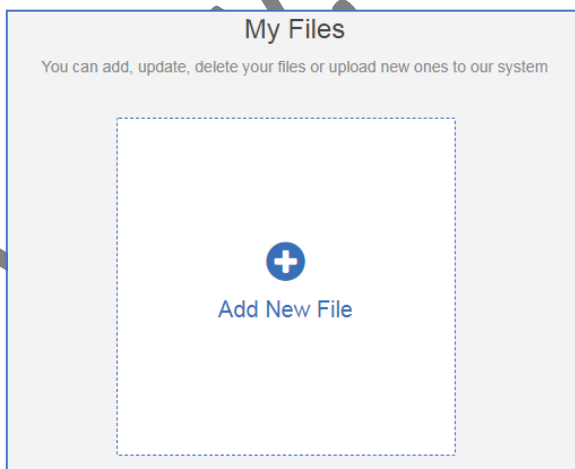 My Files
You can add, update, delete your files or upload new ones to our system
Add New File